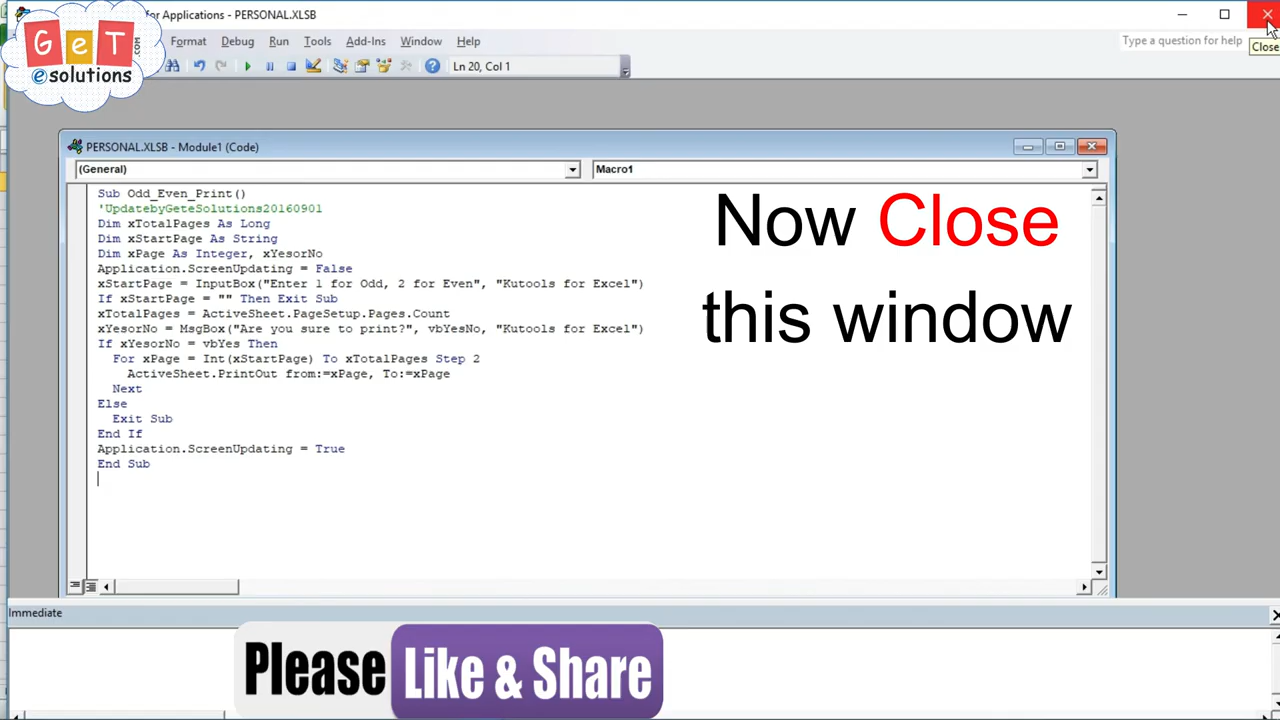 for Applications - PERSONAL.XLSB
GeT.com
esolutions
Format Debug Run Tools Add-Ins Window Help
Type a question for help
Close
Ln 20, Col 1
PERSONAL.XLSB - Module1 (Code)
(General)
Macro1
Sub Odd_Even_Print()
'UpdatebyGeteSolutions20160901
Dim xTotalPages As Long
Dim xStartPage As String
Dim xPage As Integer, xYesorNo
Application.ScreenUpdating = False
xStartPage = InputBox("Enter 1 for Odd, 2 for Even", "Kutools for Excel")
If xStartPage = "" Then Exit Sub
xTotalPages = ActiveSheet.PageSetup.Pages.Count
xYesorNo = MsgBox("Are you sure to print?", vbYesNo, "Kutools for Excel")
If xYesorNo = vbYes Then
For xPage = Int(xStartPage) To xTotalPages Step 2
ActiveSheet.PrintOut from:=xPage, To:=xPage
Next
Else
Exit Sub
End If
Application.ScreenUpdating = True
End Sub
Now Close
this window
Immediate
Please Like & Share